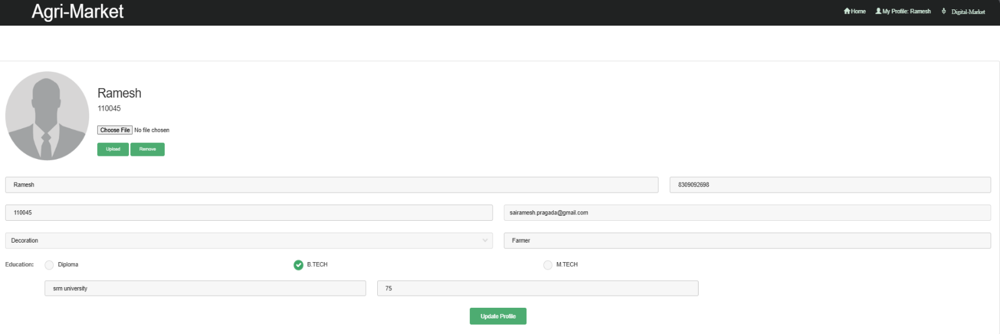 Agri-Market
Home My Profile: Ramesh Digital-Market
Ramesh
110045
Choose File No file chosen
Upload Remove
Ramesh 8309092698
110045 sairamesh.pragada@gmail.com
Decoration Farmer
Education: Diploma B.TECH M.TECH
srm university 75
Update Profile